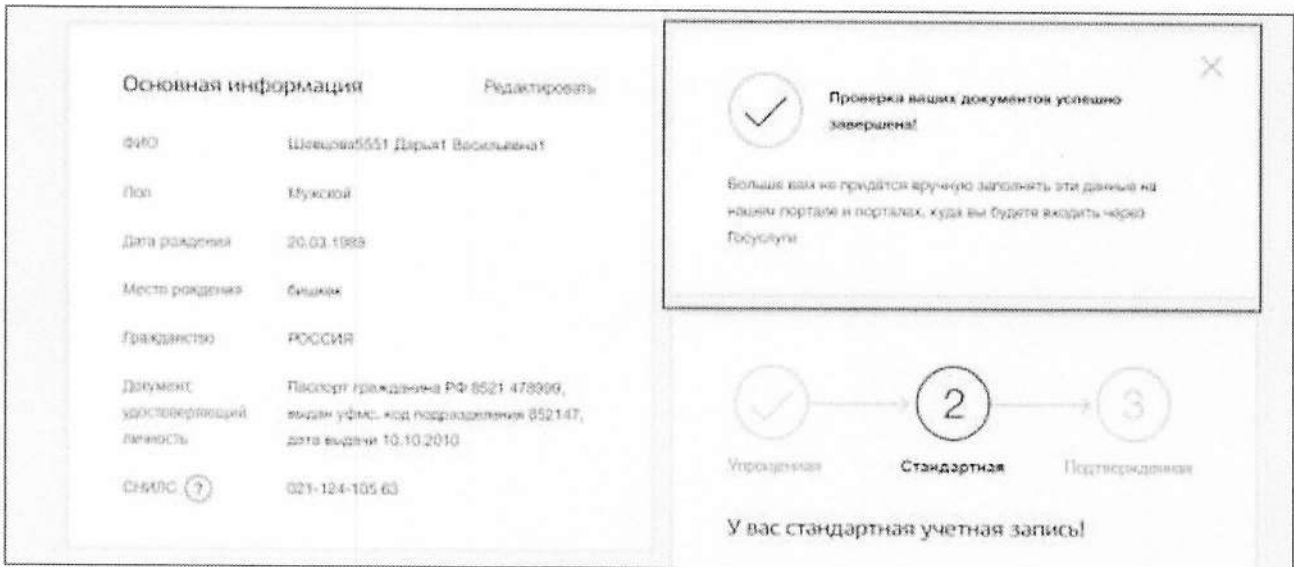 Основная информация
Редактировать
ФИО
Шевцова5551 Дарья1 Васильевна1
Пол
Мужской
Дата рождения
20.03.1989
Место рождения
бишкек
Гражданство
РОССИЯ
Документ,
удостоверяющий
личность
Паспорт гражданина РФ 8521 478999,
выдан уфмс, код подразделения 852147,
дата выдачи 10.10.2010
СНИЛС ?
021-124-105 63
Проверка ваших документов успешно
завершена!
Больше вам не придётся вручную заполнять эти данные на
нашем портале и порталах, куда вы будете входить через
Госуслуги
2
3
Упрощенная
Стандартная
Подтвержденная
У вас стандартная учетная запись!